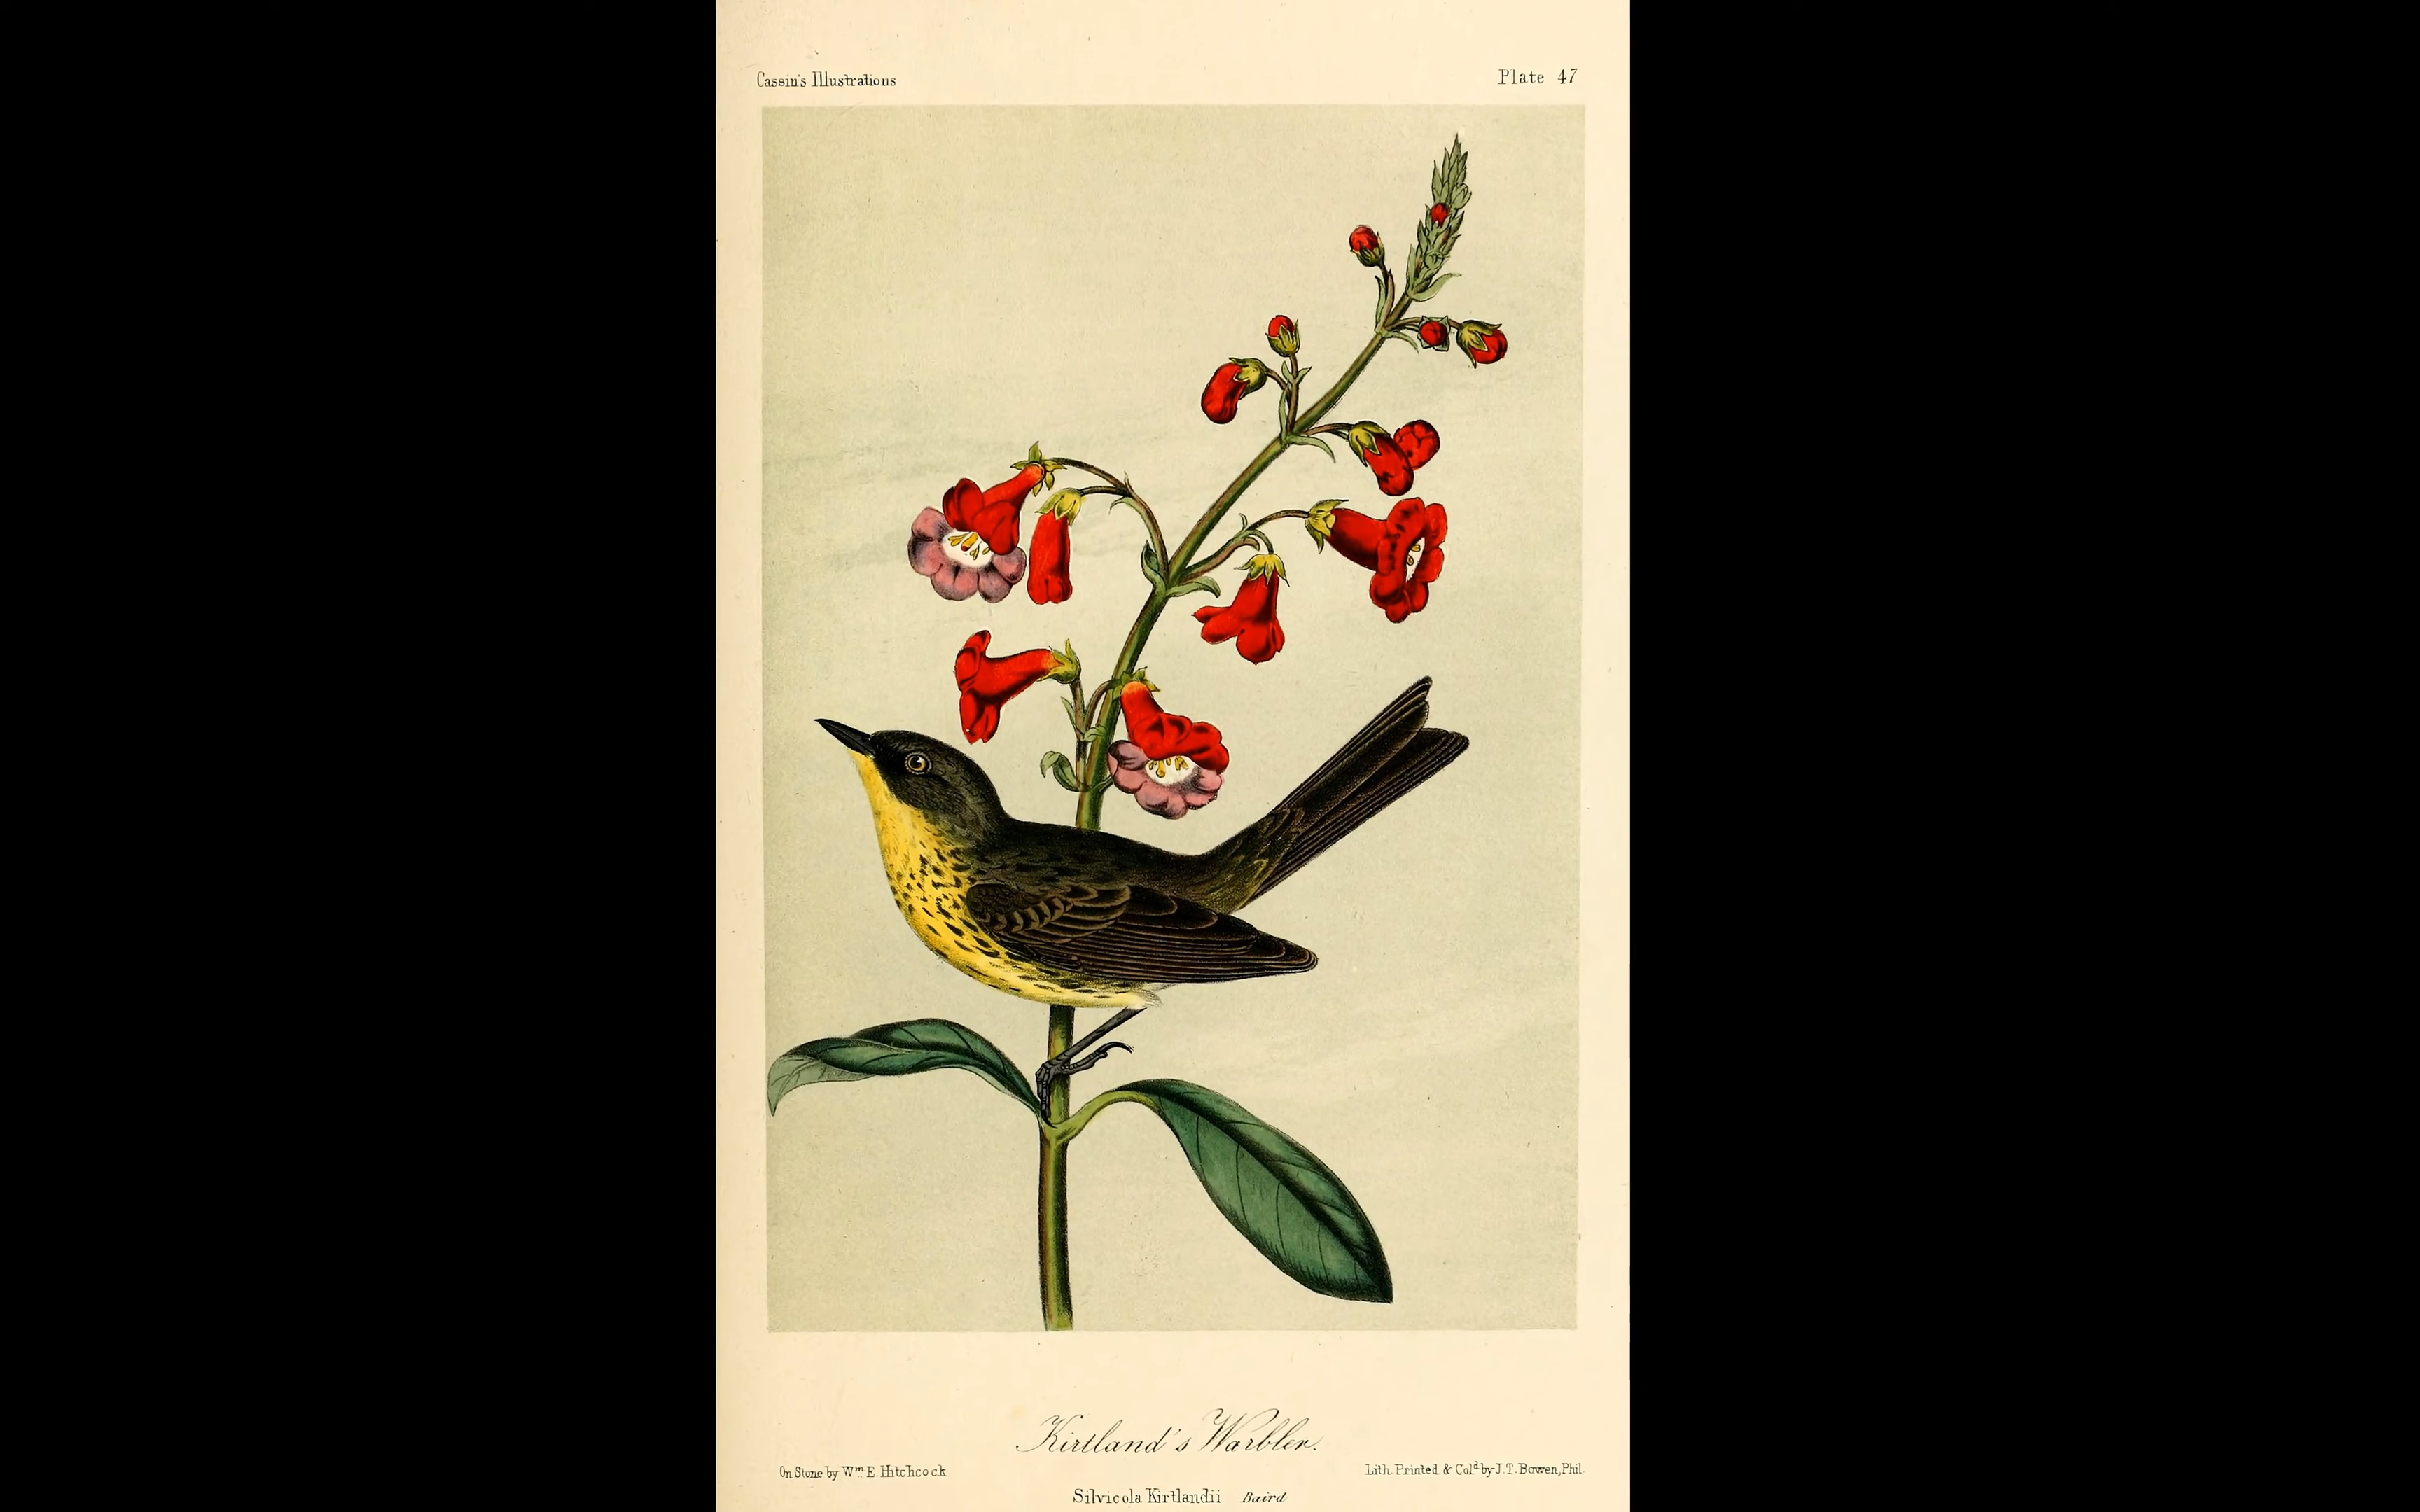 Cassin's Illustrations
Plate 47
Kirtland's Warbler.
On Stone by Wm. E. Hitchcock
Lith. Printed & Cold by J. T. Bowen, Phil.
Silvicola Kirtlandii Baird